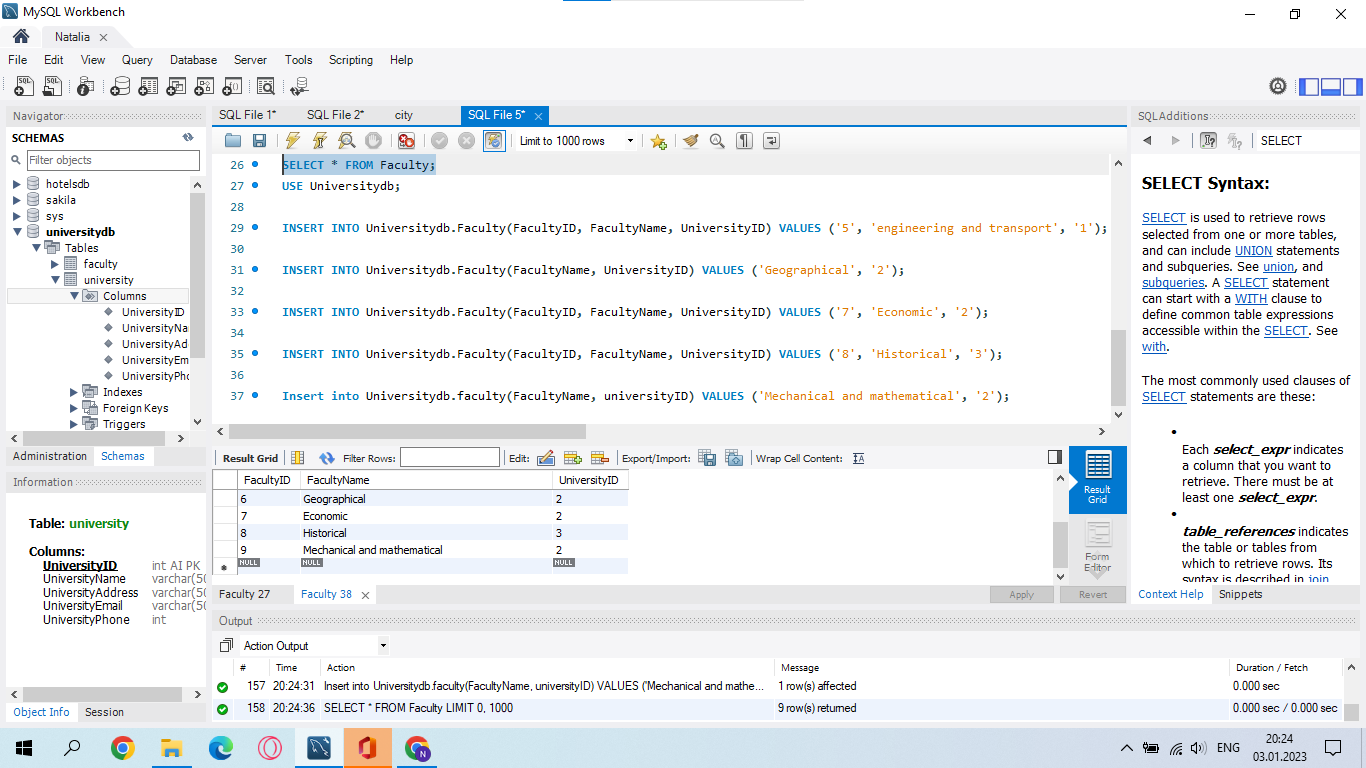 MySQL Workbench
Natalia
File Edit View Query Database Server Tools Scripting Help
Navigator
SCHEMAS
Filter objects
hotelsdb
sakila
sys
universitydb
Tables
faculty
university
Columns
UniversityID
UniversityNa
UniversityAd
UniversityEm
UniversityPho
Indexes
Foreign Keys
Triggers
Administration Schemas
Information
Table: university
Columns:
UniversityID int AI PK
UniversityName varchar(50
UniversityAddress varchar(50
UniversityEmail varchar(50
UniversityPhone int
Object Info Session
SQL File 1* SQL File 2* city SQL File 5*
Limit to 1000 rows
26 SELECT * FROM Faculty;
27 USE Universitydb;
28
29 INSERT INTO Universitydb.Faculty(FacultyID, FacultyName, UniversityID) VALUES ('5', 'engineering and transport', '1');
30
31 INSERT INTO Universitydb.Faculty(FacultyName, UniversityID) VALUES ('Geographical', '2');
32
33 INSERT INTO Universitydb.Faculty(FacultyID, FacultyName, UniversityID) VALUES ('7', 'Economic', '2');
34
35 INSERT INTO Universitydb.Faculty(FacultyID, FacultyName, UniversityID) VALUES ('8', 'Historical', '3');
36
37 Insert into Universitydb.faculty(FacultyName, universityID) VALUES ('Mechanical and mathematical', '2');
Result Grid Filter Rows: Edit: Export/Import: Wrap Cell Content:
FacultyID FacultyName UniversityID
6 Geographical 2
7 Economic 2
8 Historical 3
9 Mechanical and mathematical 2
NULL NULL NULL
Result
Grid
Form
Editor
Faculty 27 Faculty 38
Apply Revert
Output
Action Output
# Time Action Message Duration / Fetch
157 20:24:31 Insert into Universitydb.faculty(FacultyName, universityID) VALUES ('Mechanical and mathe... 1 row(s) affected 0.000 sec
158 20:24:36 SELECT * FROM Faculty LIMIT 0, 1000 9 row(s) returned 0.000 sec / 0.000 sec
SQLAdditions
SELECT
SELECT Syntax:
SELECT is used to retrieve rows
selected from one or more tables,
and can include UNION statements
and subqueries. See union, and
subqueries. A SELECT statement
can start with a WITH clause to
define common table expressions
accessible within the SELECT. See
with.
The most commonly used clauses of
SELECT statements are these:
Each select_expr indicates
a column that you want to
retrieve. There must be at
least one select_expr.
table_references indicates
the table or tables from
which to retrieve rows. Its
syntax is described in join
Context Help Snippets
ENG
20:24
03.01.2023